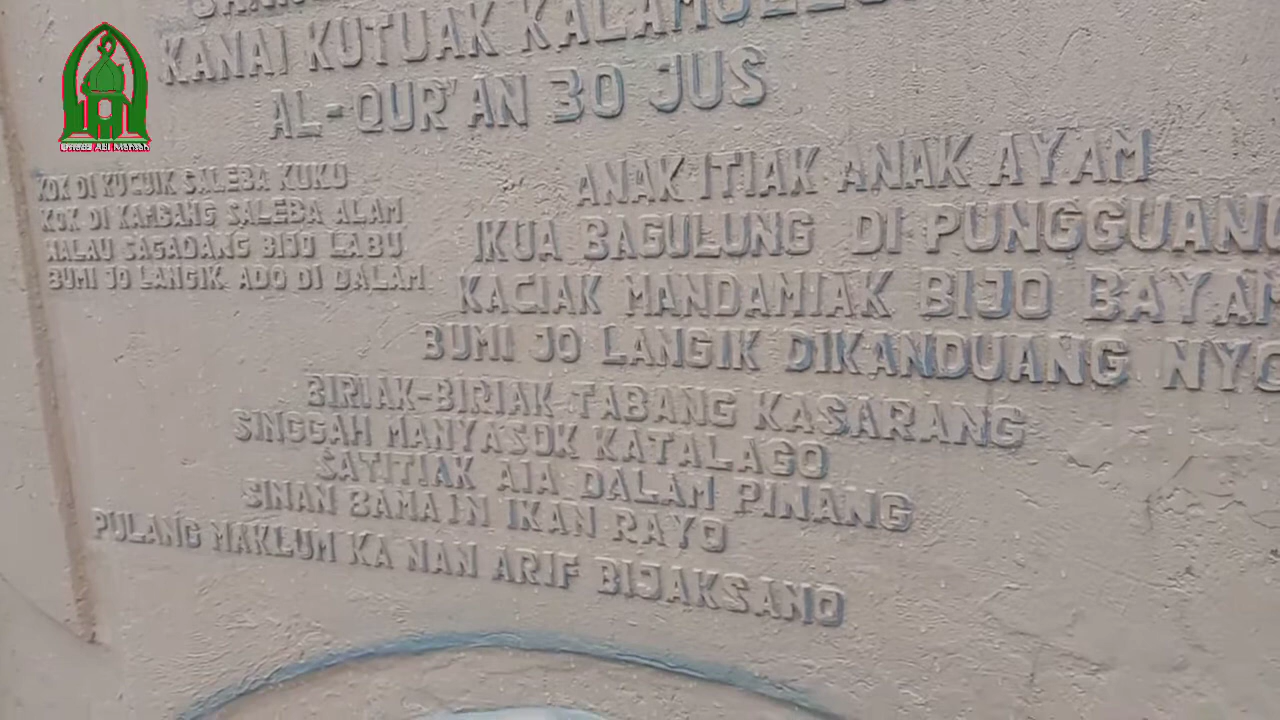 KANAI KUTUAK
AL-QUR'AN 30 JUS
KOK DI KUCUIK SALEBA KUKU
KOK DI KAMBANG SALEBA ALAM
WALAU SAGADANG BIJO LABU
BUMI JO LANGIK ADO DI DALAM
ANAK ITIAK ANAK AYAM
IKUA BAGULUNG DI PUNGGUANG
KACIAK MANDAMIAK BIJO BAYAM
BUMI JO LANGIK DIKANDUANG NYO
BIRIAK-BIRIAK TABANG KASARANG
SINGGAH MANYASOK KATALAGO
SATITIAK AIA DALAM PINANG
SINAN BAMAIN IKAN RAYO
PULANG MAKLUM KA NAN ARIF BIJAKSANO